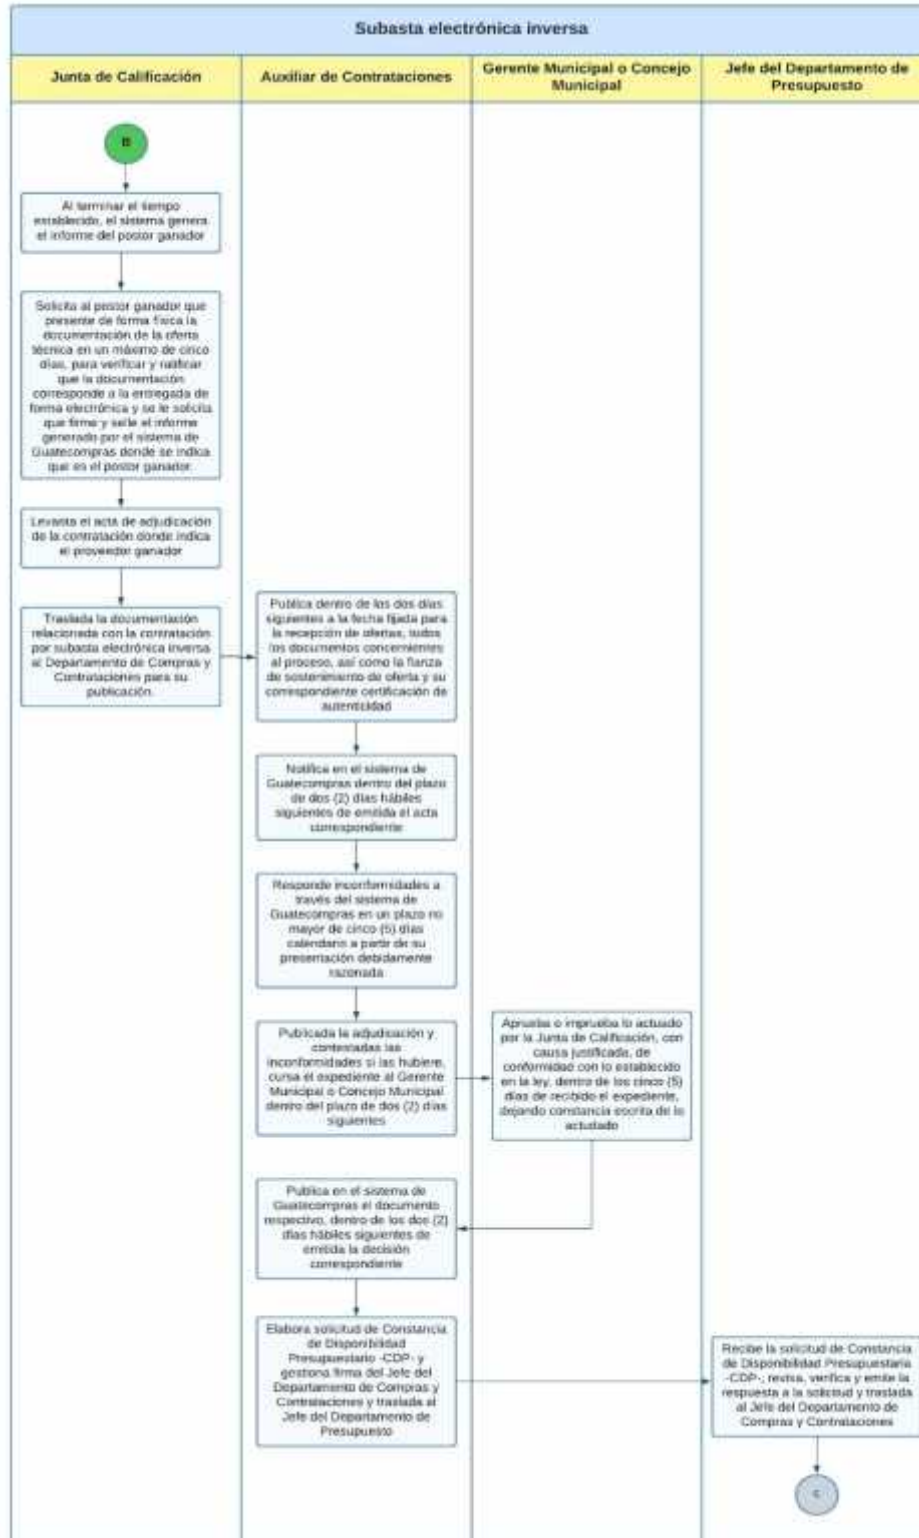 Subasta electrónica inversa
Junta de Calificación
Auxiliar de Contrataciones
Gerente Municipal o Concejo
Municipal
Jefe del Departamento de
Presupuesto
B
Al terminar el tiempo
establecido, el sistema genera
el informe del postor ganador
Solicita al postor ganador que
presente de forma física la
documentación de la oferta
técnica en un máximo de cinco
días, para verificar y ratificar
que la documentación
corresponde a la entregada de
forma electrónica y se le solicita
que firme y selle el informe
generado por el sistema de
Guatecompras donde se indica
que es el postor ganador.
Levanta el acta de adjudicación
de la contratación donde indica
el proveedor ganador
Traslada la documentación
relacionada con la contratación
por subasta electrónica inversa
al Departamento de Compras y
Contrataciones para su
publicación.
Publica dentro de los dos días
siguientes a la fecha fijada para
la recepción de ofertas, todos
los documentos concernientes
al proceso, así como la fianza
de sostenimiento de oferta y su
correspondiente certificación de
autenticidad
Notifica en el sistema de
Guatecompras dentro del plazo
de dos (2) días hábiles
siguientes de emitida el acta
correspondiente
Responde inconformidades a
través del sistema de
Guatecompras en un plazo no
mayor de cinco (5) días
calendario a partir de su
presentación debidamente
razonada
Publicada la adjudicación y
contestadas las
inconformidades si las hubiere,
cursa el expediente al Gerente
Municipal o Concejo Municipal
dentro del plazo de dos (2) días
siguientes
Aprueba o imprueba lo actuado
por la Junta de Calificación, con
causa justificada, de
conformidad con lo establecido
en la ley, dentro de los cinco (5)
días de recibido el expediente,
dejando constancia escrita de lo
actuado
Publica en el sistema de
Guatecompras el documento
respectivo, dentro de los dos (2)
días hábiles siguientes de
emitida la decisión
correspondiente
Elabora solicitud de Constancia
de Disponibilidad
Presupuestario -CDP- y
gestiona firma del Jefe del
Departamento de Compras y
Contrataciones y traslada al
Jefe del Departamento de
Presupuesto
Recibe la solicitud de Constancia
de Disponibilidad Presupuestaria
-CDP-; revisa, verifica y emite la
respuesta a la solicitud y traslada
al Jefe del Departamento de
Compras y Contrataciones
C